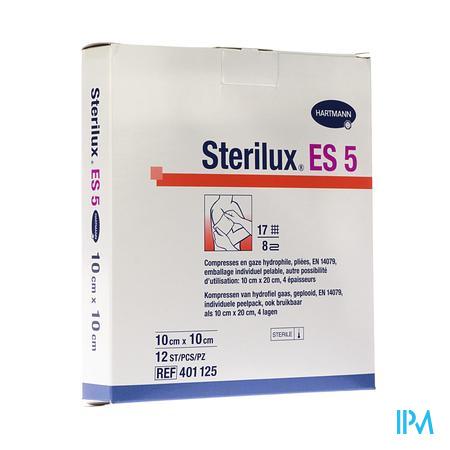 HARTMANN
Sterilux® ES 5
17
8
Compresses en gaze hydrophile, pliées, EN 14079,
emballage individuel pelable, autre possibilité
d'utilisation: 10 cm x 20 cm, 4 épaisseurs
Kompressen van hydrofiel gaas, geplooid, EN 14079,
individuele peelpack, ook bruikbaar
als 10 cm x 20 cm, 4 lagen
10 cm x 10 cm
12 ST/PCS/PZ
REF 401 125
STERILE
Sterilux® ES 5 HARTMANN 10 cm x 10 cm
IPM